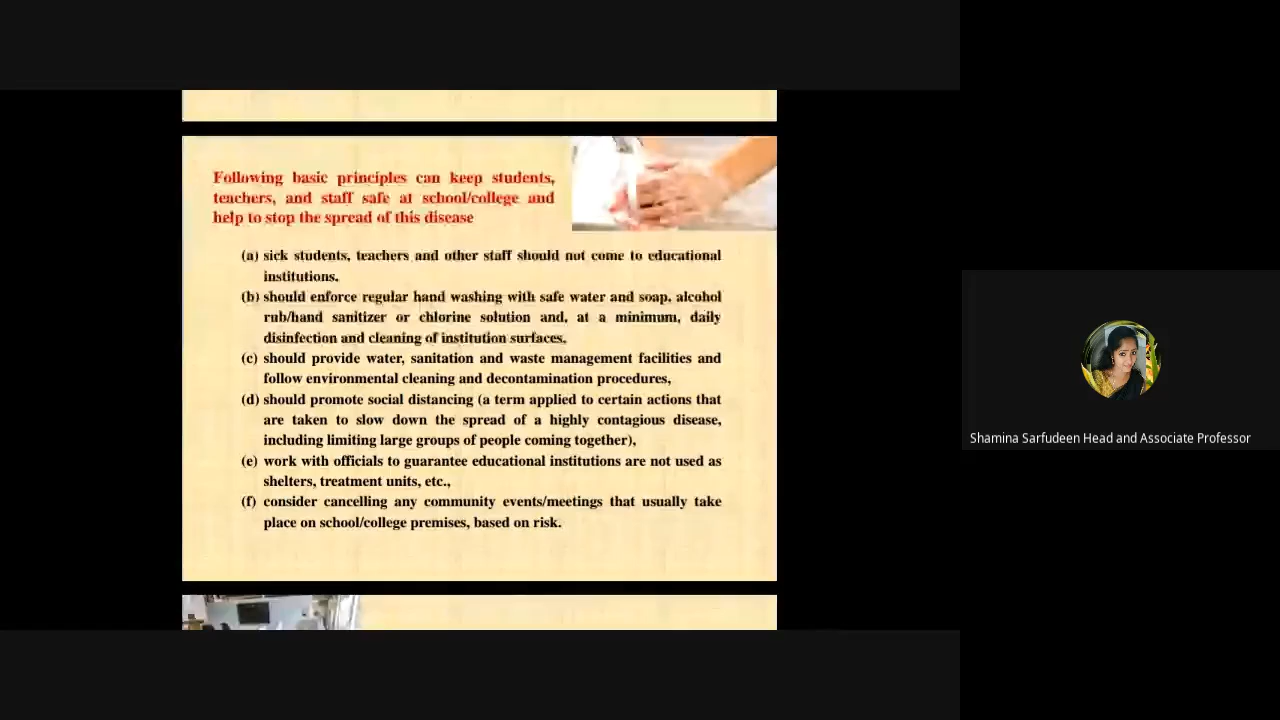 Following basic principles can keep students,
teachers, and staff safe at school/college and
help to stop the spread of this disease
(a) sick students, teachers and other staff should not come to educational
institutions.
(b) should enforce regular hand washing with safe water and soap, alcohol
rub/hand sanitizer or chlorine solution and, at a minimum, daily
disinfection and cleaning of institution surfaces,
(c) should provide water, sanitation and waste management facilities and
follow environmental cleaning and decontamination procedures,
(d) should promote social distancing (a term applied to certain actions that
are taken to slow down the spread of a highly contagious disease,
including limiting large groups of people coming together),
(e) work with officials to guarantee educational institutions are not used as
shelters, treatment units, etc.,
(f) consider cancelling any community events/meetings that usually take
place on school/college premises, based on risk.
Shamina Sarfudeen Head and Associate Professor